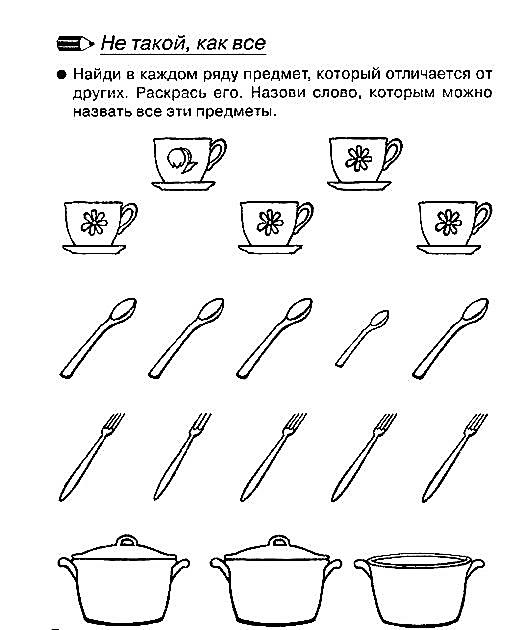 Не такой, как все
● Найди в каждом ряду предмет, который отличается от
других. Раскрась его. Назови слово, которым можно
назвать все эти предметы.